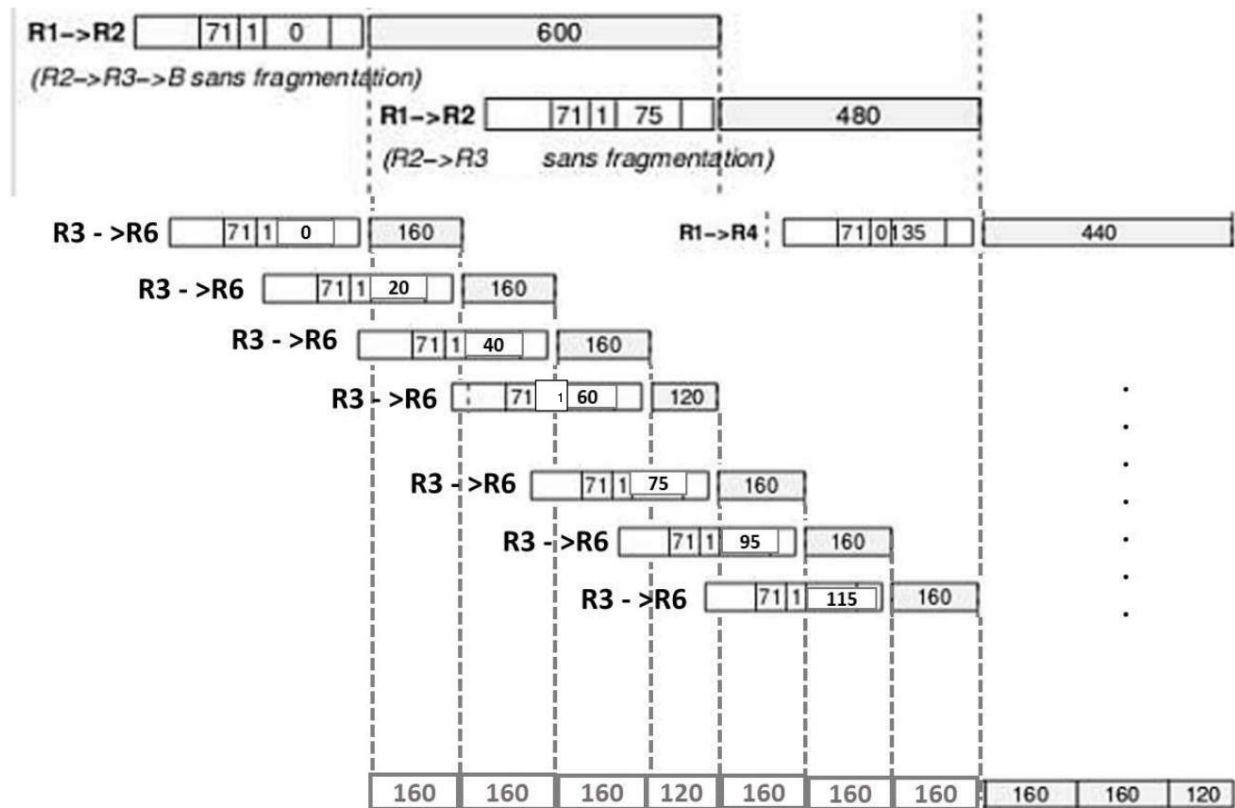 R1->R2 71 1 0 600
(R2->R3->B sans fragmentation)
R1->R2 71 1 75 480
(R2->R3 sans fragmentation)
R3 - >R6 71 1 0 160 R1->R4 71 0 135 440
R3 - >R6 71 1 20 160
R3 - >R6 71 1 40 160
R3 - >R6 71 1 60 120
R3 - >R6 71 1 75 160
R3 - >R6 71 1 95 160
R3 - >R6 71 1 115 160
160 160 160 120 160 160 160 160 160 120